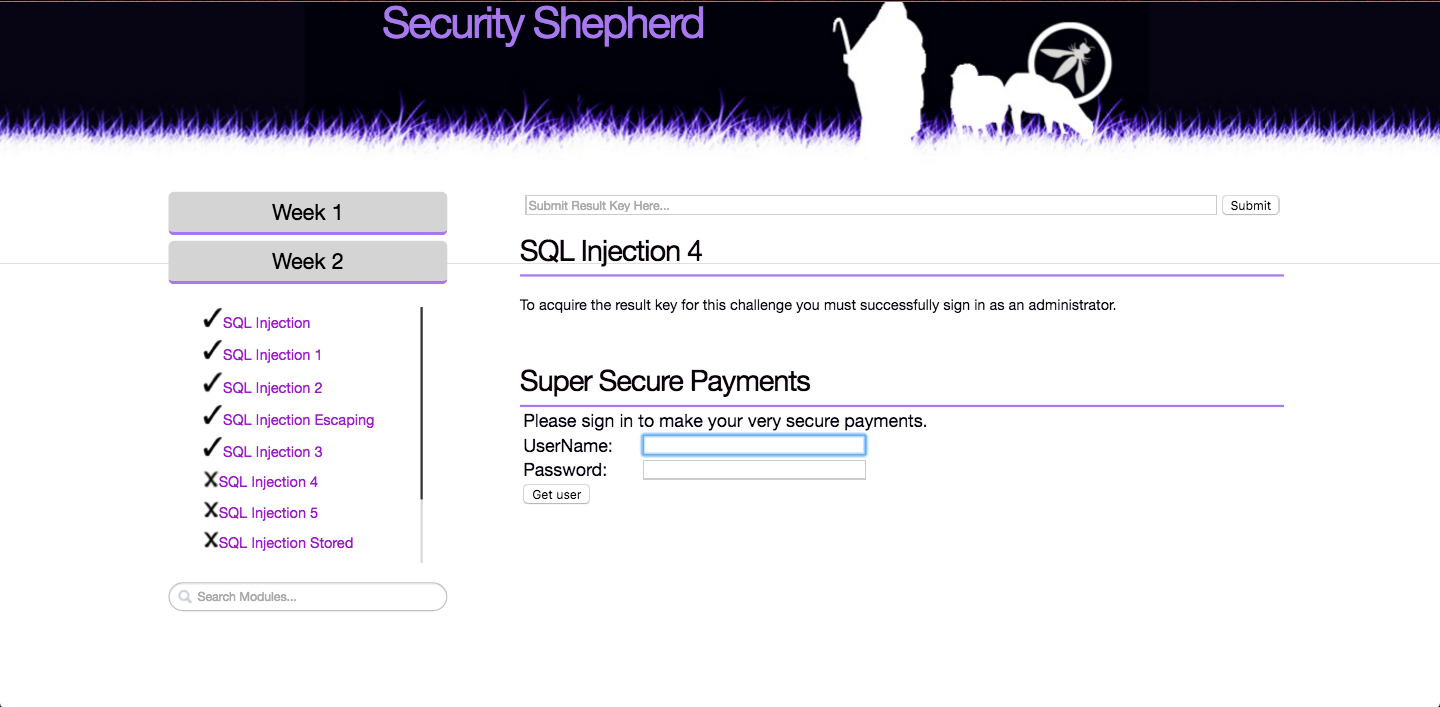 Security Shepherd
Week 1
Week 2
SQL Injection
SQL Injection 1
SQL Injection 2
SQL Injection Escaping
SQL Injection 3
SQL Injection 4
SQL Injection 5
SQL Injection Stored
Search Modules...
Submit Result Key Here...
Submit
SQL Injection 4
To acquire the result key for this challenge you must successfully sign in as an administrator.
Super Secure Payments
Please sign in to make your very secure payments.
UserName:
Password:
Get user